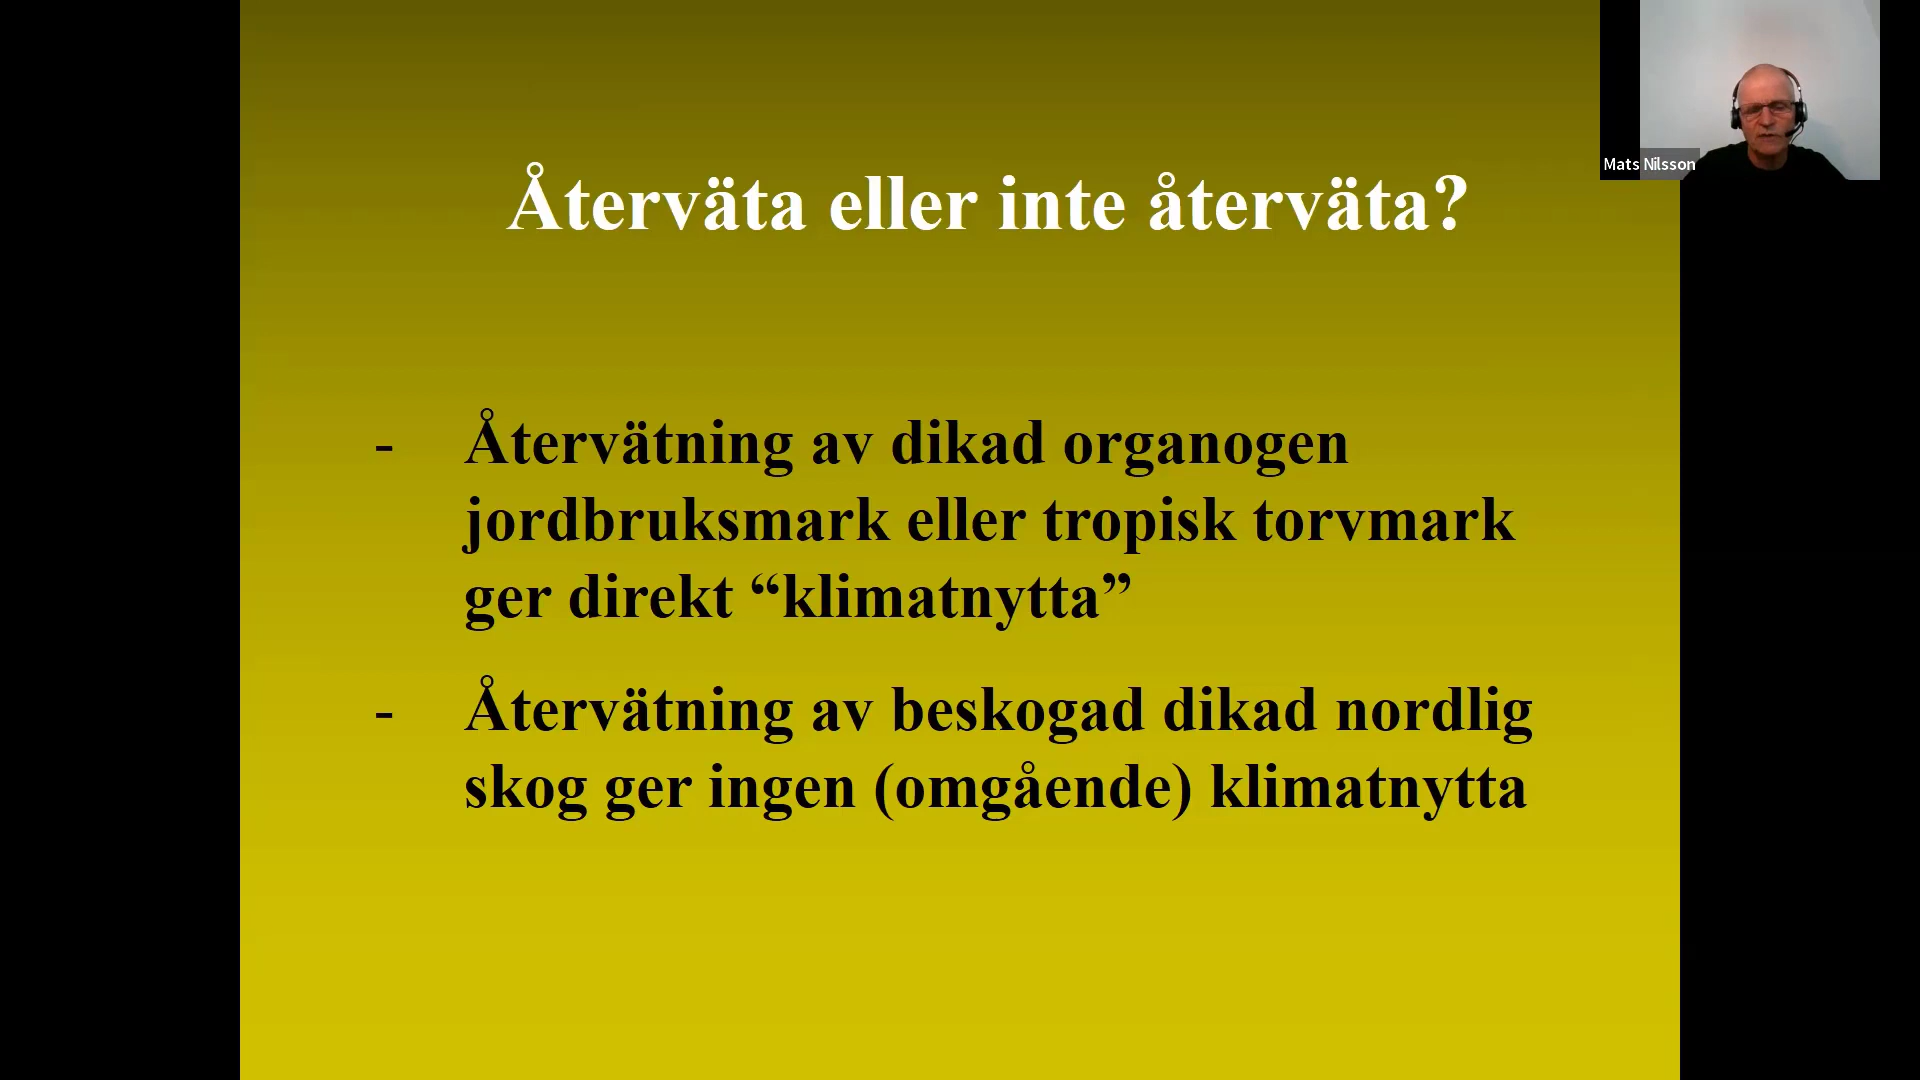 Mats Nilsson
Återväta eller inte återväta?
- Återvätning av dikad organogen
jordbruksmark eller tropisk torvmark
ger direkt “klimatnytta”
- Återvätning av beskogad dikad nordlig
skog ger ingen (omgående) klimatnytta